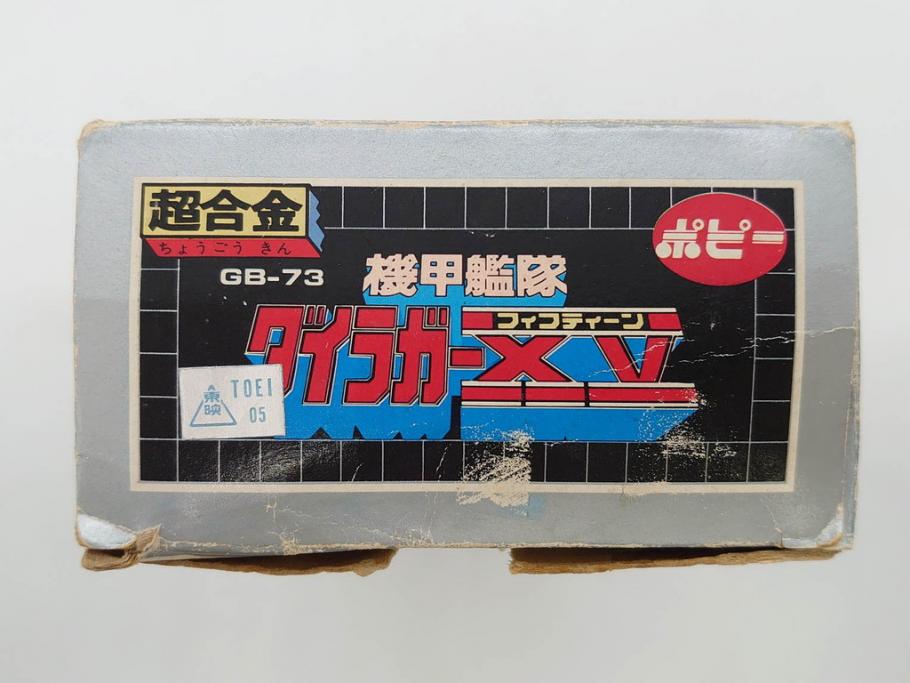 超合金
ちょうごうきん
ポピー
GB-73
機甲艦隊
フィフティーン
ダイラガーXV
東映
TOEI
05